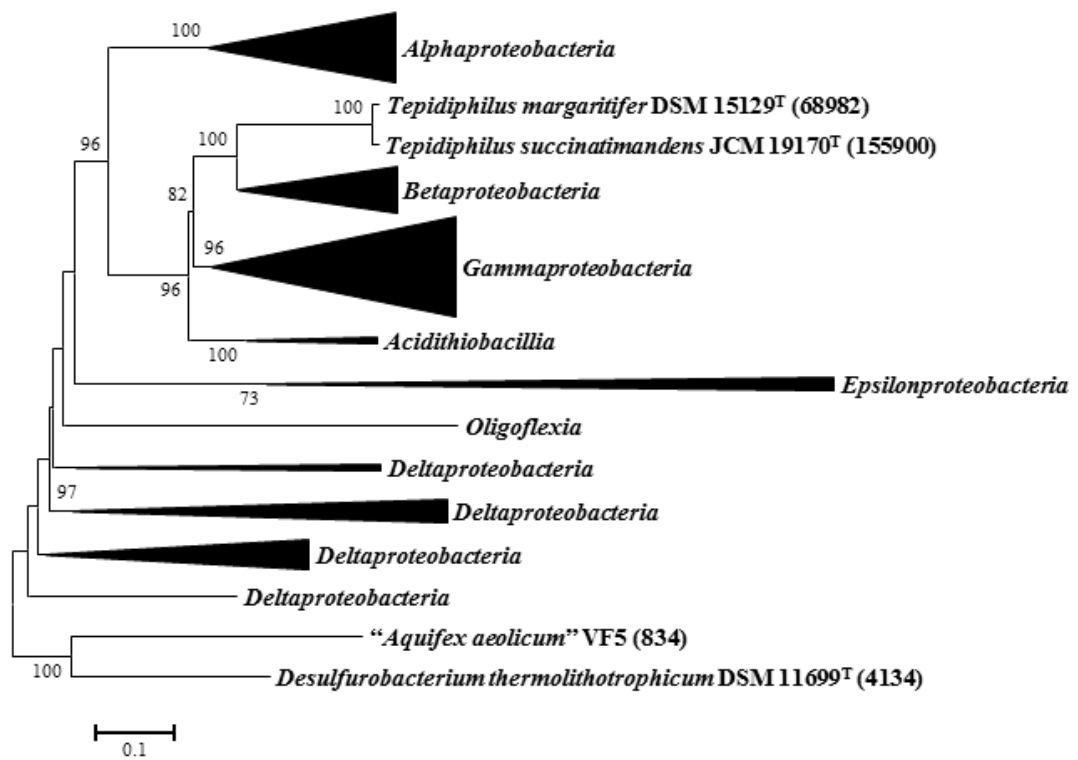 100
Alphaproteobacteria
100
Tepidiphilus margaritifer DSM 15129ᵀ (68982)
96
100
Tepidiphilus succinatimandens JCM 19170ᵀ (155900)
82
Betaproteobacteria
96
Gammaproteobacteria
96
Acidithiobacillia
100
Epsilonproteobacteria
73
Oligoflexia
Deltaproteobacteria
97
Deltaproteobacteria
Deltaproteobacteria
Deltaproteobacteria
“Aquifex aeolicum” VF5 (834)
100
Desulfurobacterium thermolithotrophicum DSM 11699ᵀ (4134)
0.1